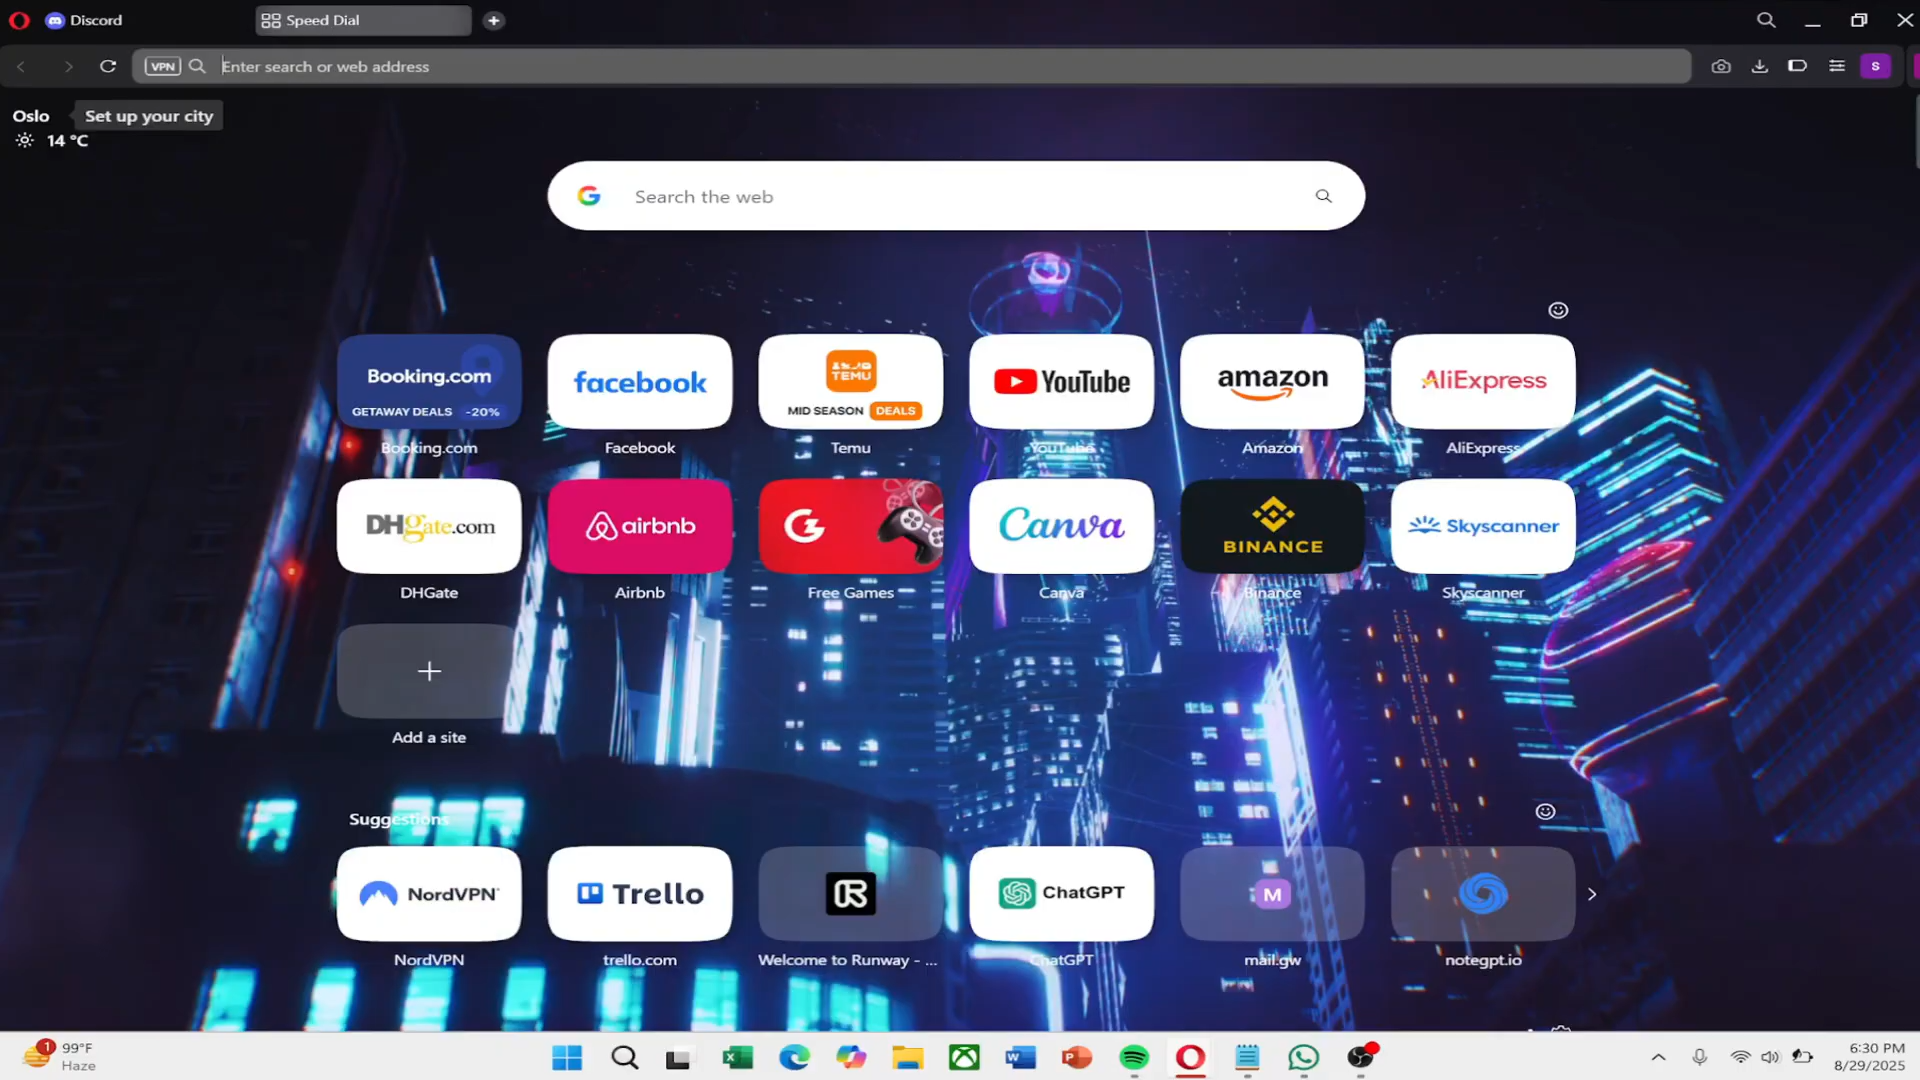 Discord
Speed Dial
VPN
Enter search or web address
S
Oslo
Set up your city
14 °C
Search the web
Booking.com
GETAWAY DEALS -20%
facebook
TEMU
MID SEASON DEALS
YouTube
amazon
AliExpress
Booking.com
Facebook
Temu
YouTube
Amazon
AliExpress
DHgate.com
airbnb
Canva
BINANCE
Skyscanner
DHGate
Airbnb
Free Games
Canva
Binance
Skyscanner
Add a site
Suggestions
NordVPN
Trello
R
ChatGPT
M
NordVPN
trello.com
Welcome to Runway - ...
ChatGPT
mail.gw
notegpt.io
1
99°F
Haze
6:30 PM
8/29/2025